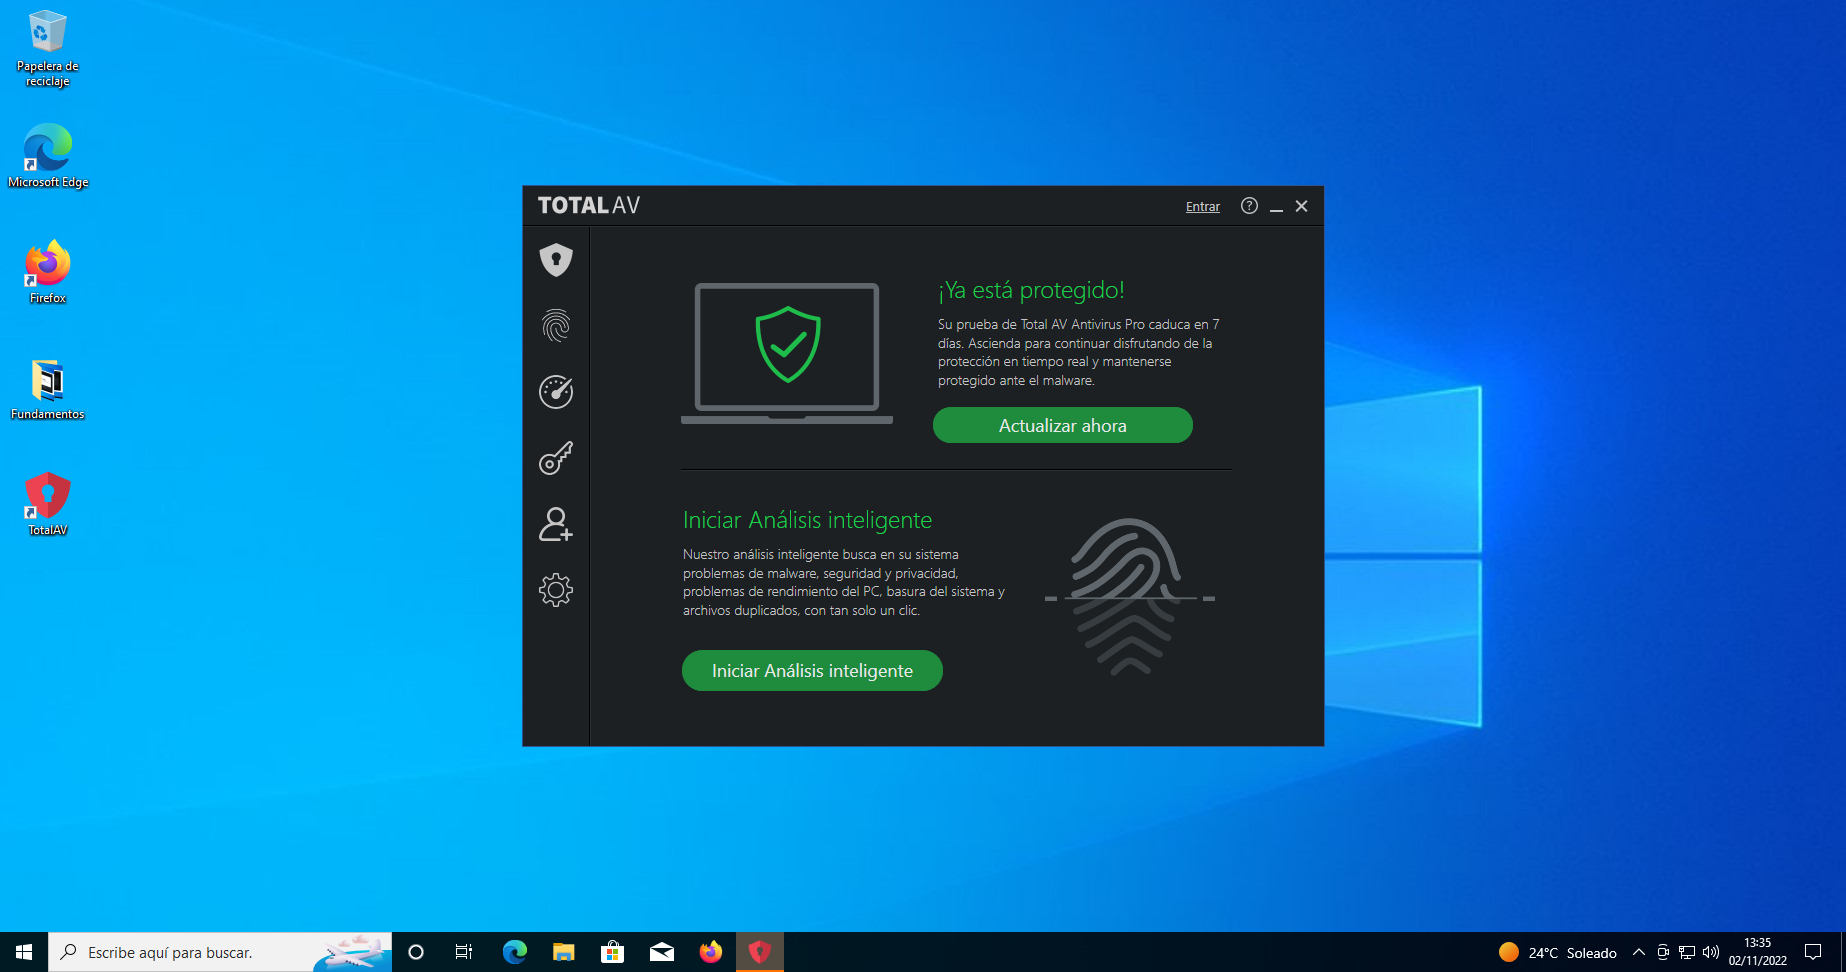 Papelera de
reciclaje
Microsoft Edge
Firefox
Fundamentos
TotalAV
TOTAL AV
Entrar
¡Ya está protegido!
Su prueba de Total AV Antivirus Pro caduca en 7
días. Ascienda para continuar disfrutando de la
protección en tiempo real y mantenerse
protegido ante el malware.
Actualizar ahora
Iniciar Análisis inteligente
Nuestro análisis inteligente busca en su sistema
problemas de malware, seguridad y privacidad,
problemas de rendimiento del PC, basura del sistema y
archivos duplicados, con tan solo un clic.
Iniciar Análisis inteligente
Escribe aquí para buscar.
24°C Soleado
13:35
02/11/2022